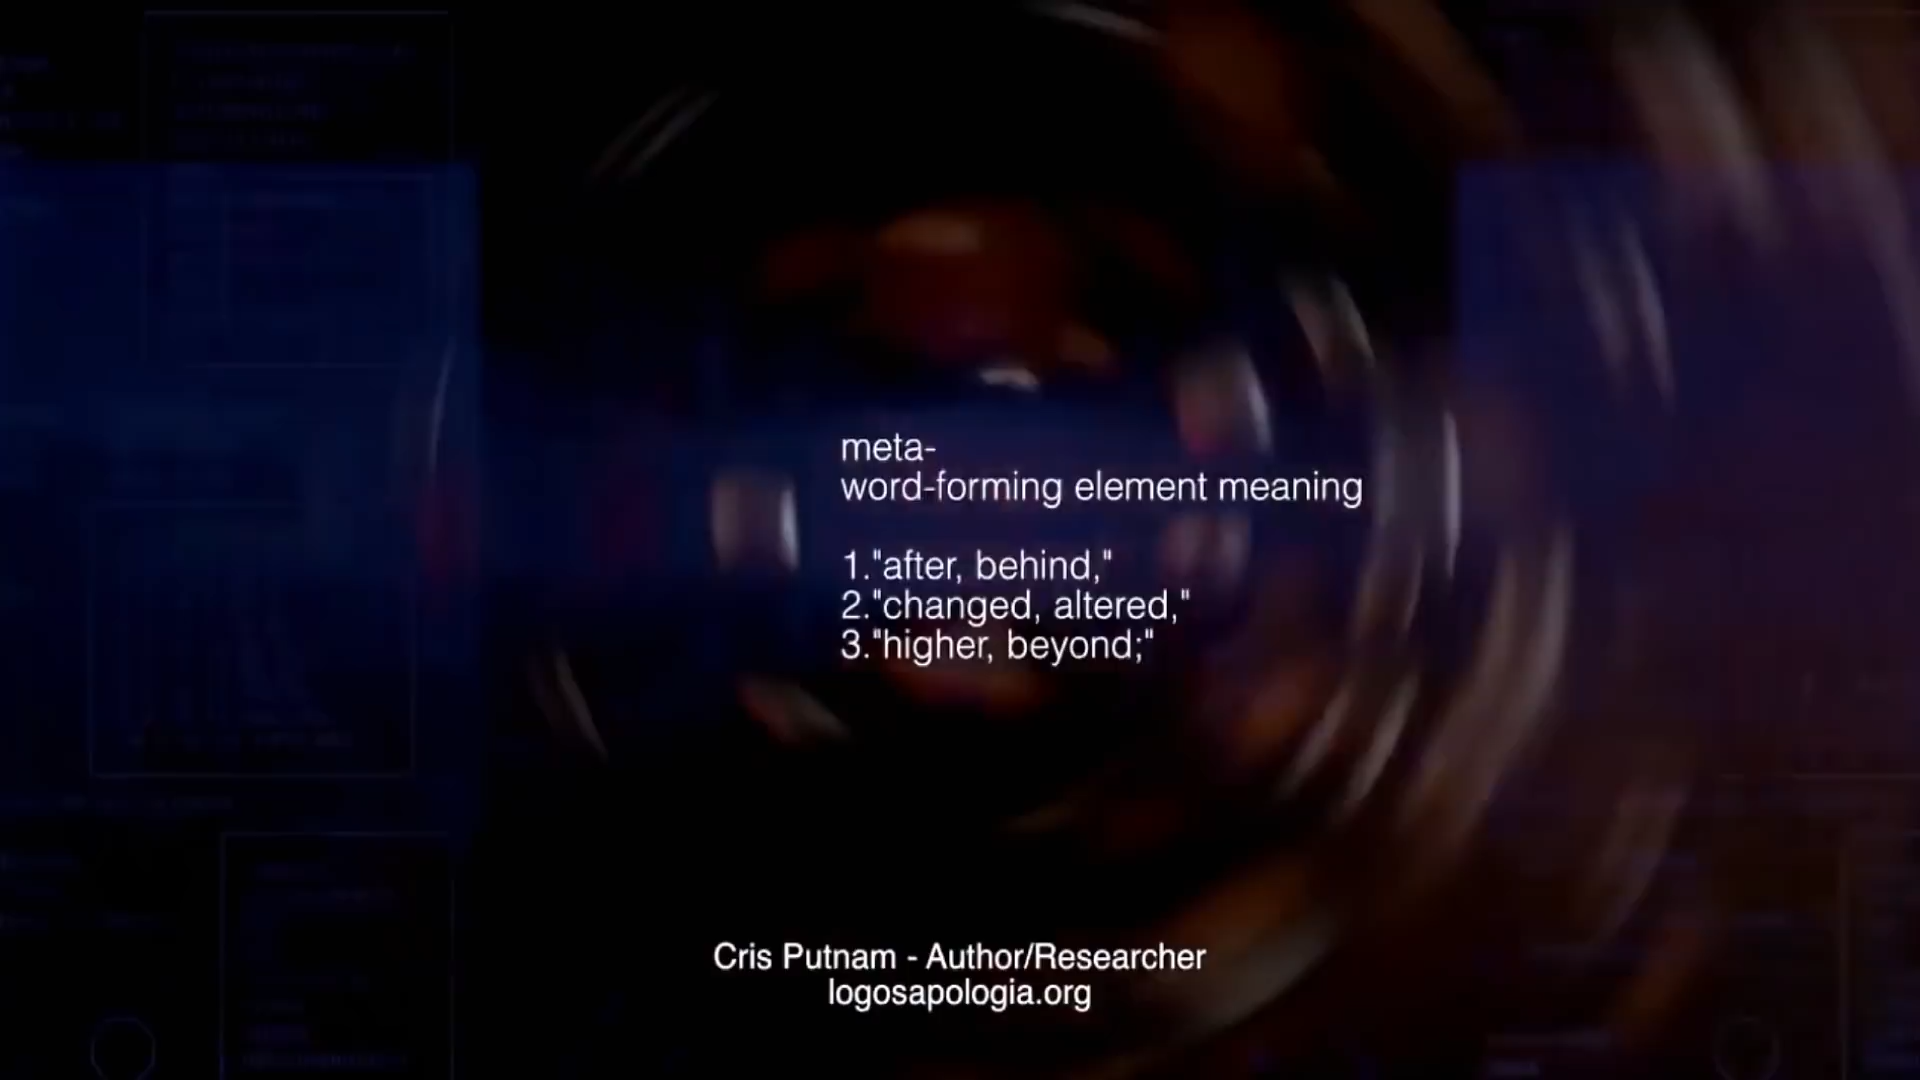 meta-
word-forming element meaning
1."after, behind,"
2."changed, altered,"
3."higher, beyond;"
Cris Putnam - Author/Researcher
logosapologia.org